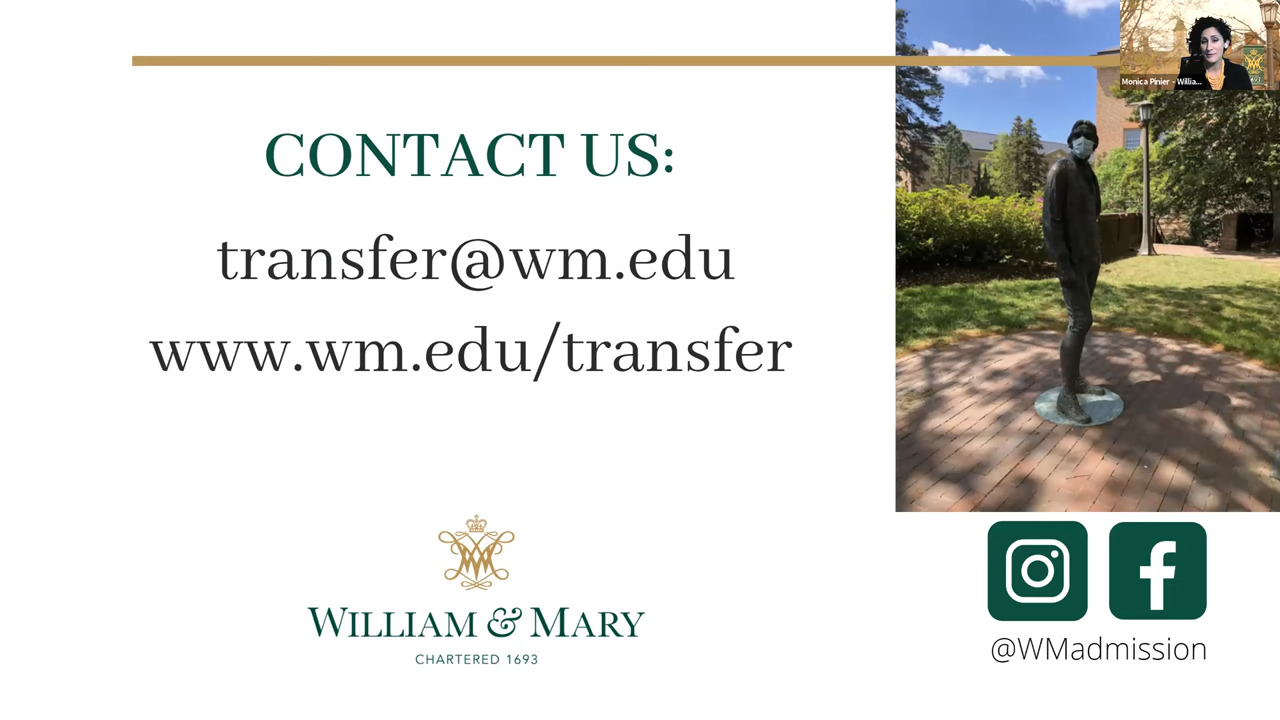 CONTACT US:
transfer@wm.edu
www.wm.edu/transfer
WILLIAM & MARY
CHARTERED 1693
Monica Pinier - Willia...
@WMadmission